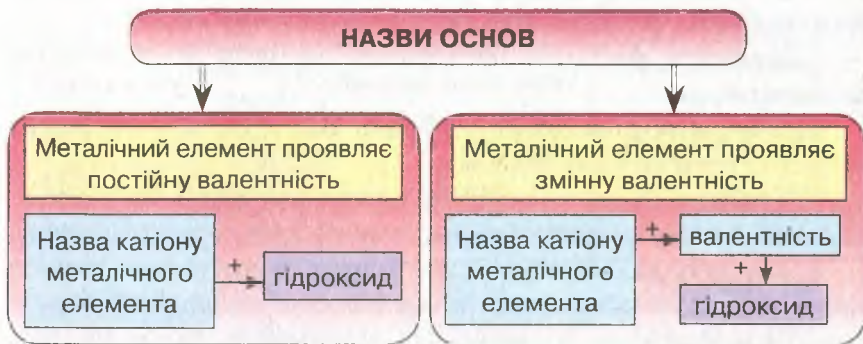 НАЗВИ ОСНОВ
Металічний елемент проявляє
постійну валентність
Назва катіону
металічного
елемента
+
гідроксид
Металічний елемент проявляє
змінну валентність
Назва катіону
металічного
елемента
+
валентність
+
гідроксид